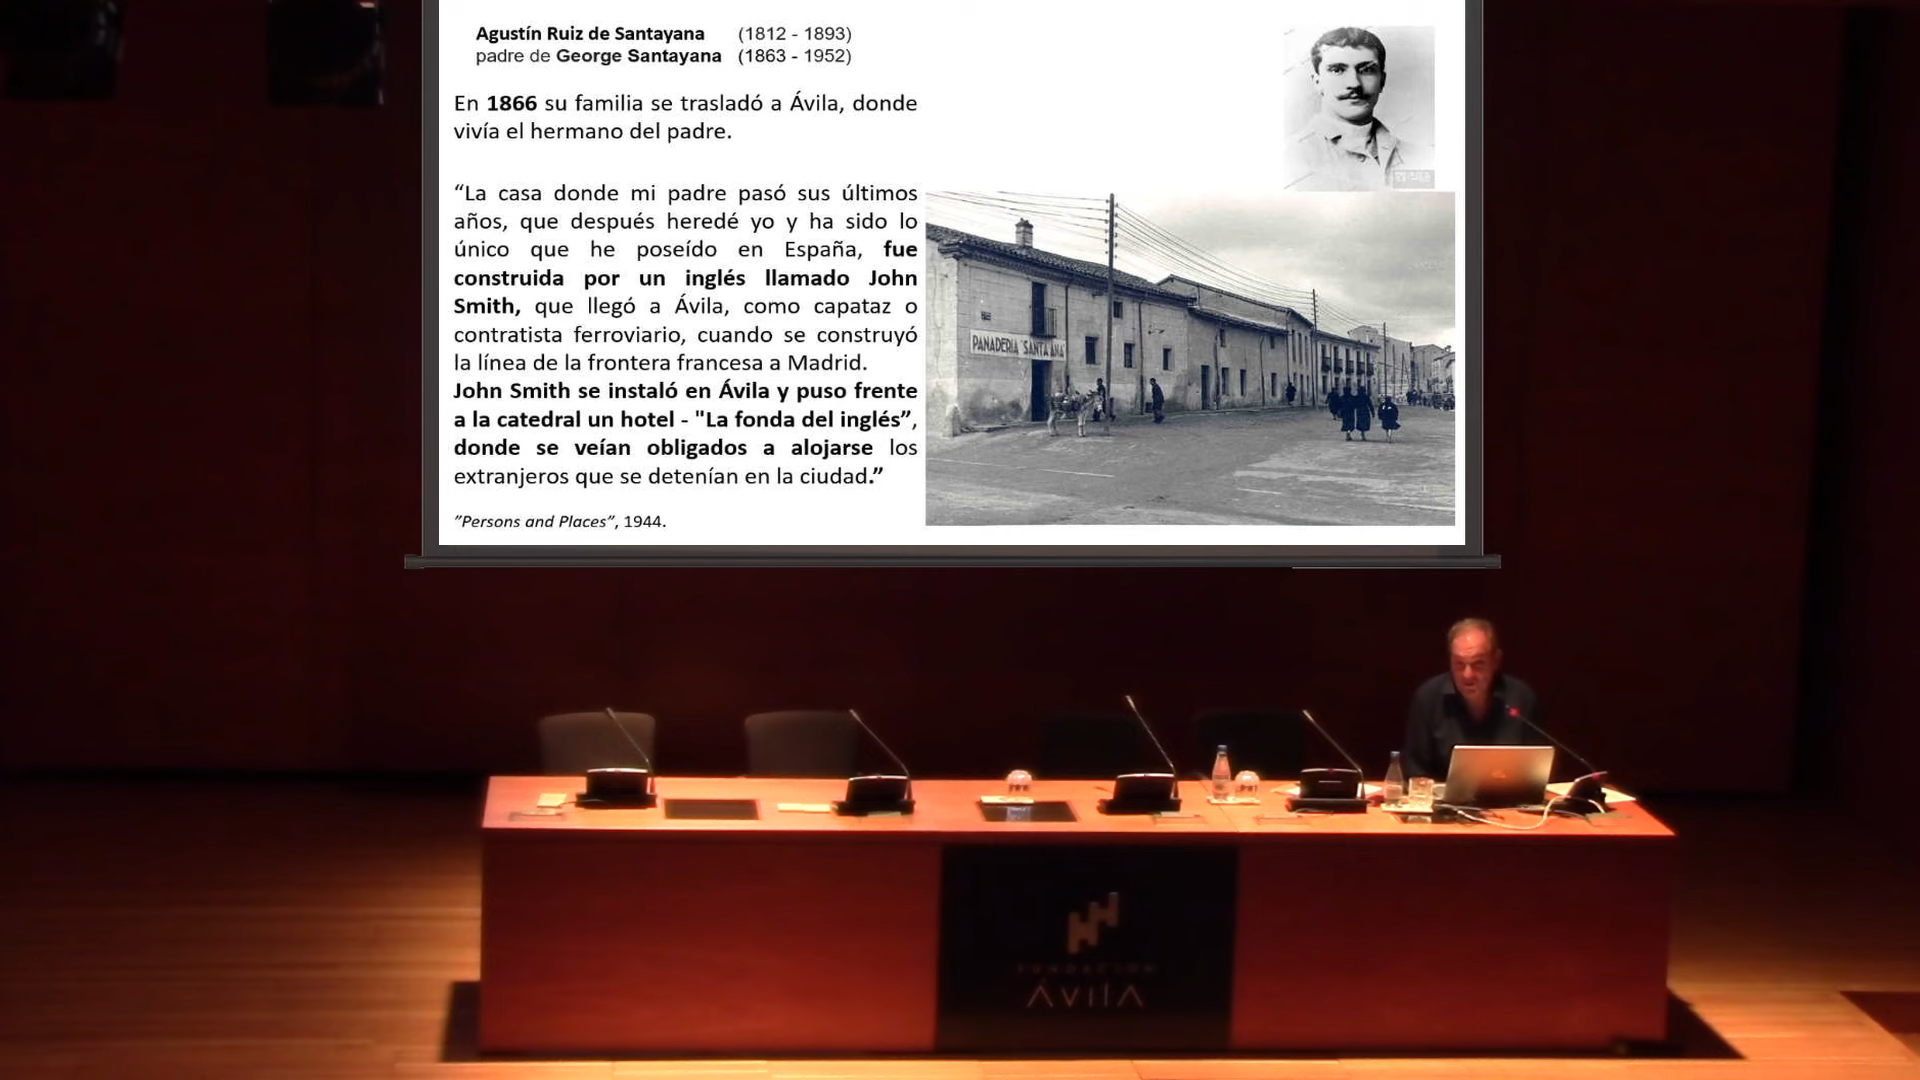 Agustín Ruiz de Santayana (1812 - 1893)
padre de George Santayana (1863 - 1952)
En 1866 su familia se trasladó a Ávila, donde
vivía el hermano del padre.
“La casa donde mi padre pasó sus últimos
años, que después heredé yo y ha sido lo
único que he poseído en España, fue
construida por un inglés llamado John
Smith, que llegó a Ávila, como capataz o
contratista ferroviario, cuando se construyó
la línea de la frontera francesa a Madrid.
John Smith se instaló en Ávila y puso frente
a la catedral un hotel - "La fonda del inglés”,
donde se veían obligados a alojarse los
extranjeros que se detenían en la ciudad.”
”Persons and Places”, 1944.
PANADERIA "SANTA ANA"
FUNDACIÓN
ÁVILA